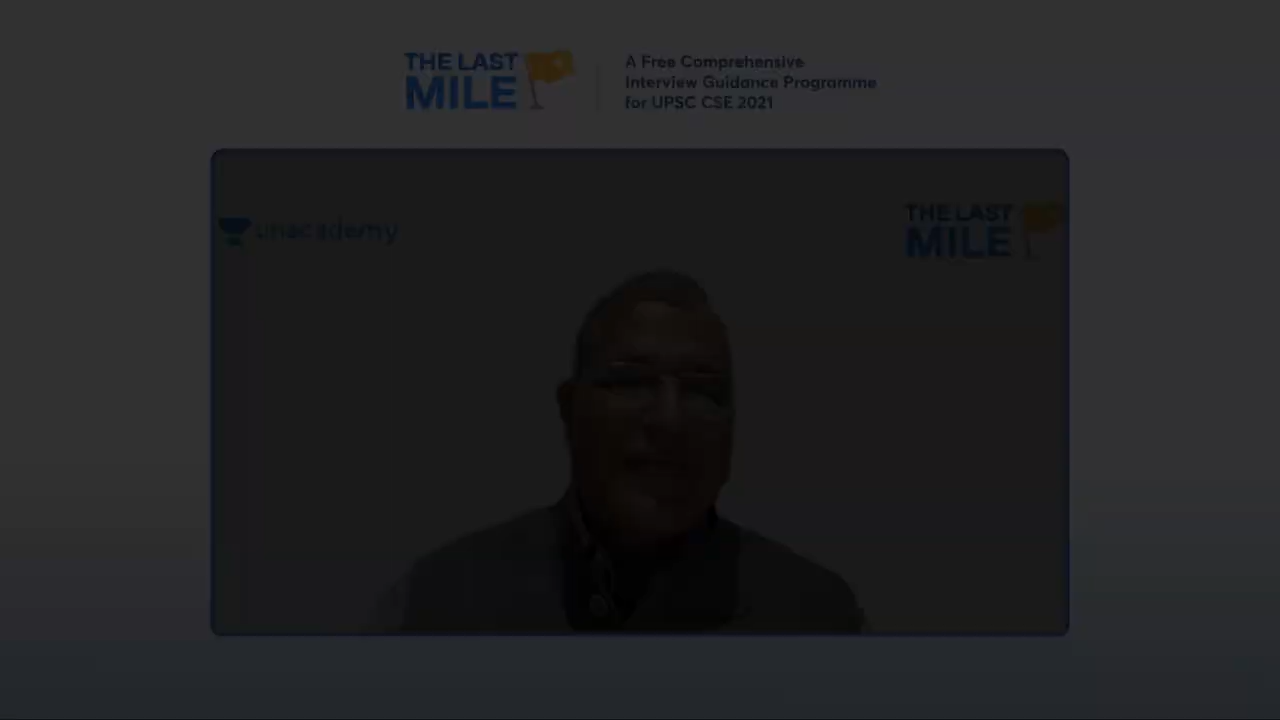 THE LAST
MILE
A Free Comprehensive
Interview Guidance Programme
for UPSC CSE 2021
unacademy
THE LAST
MILE